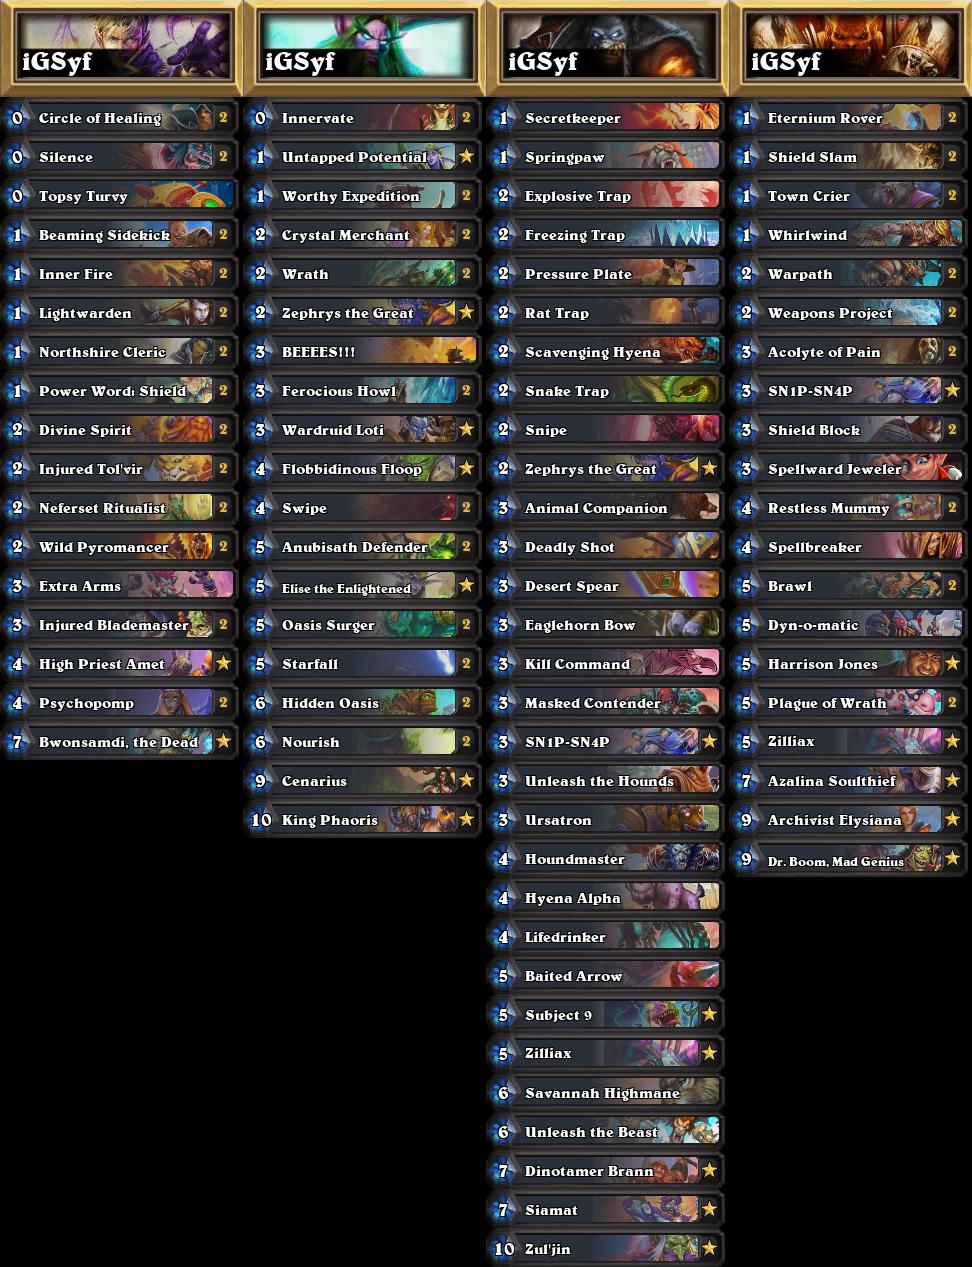 iGSyf
0 Circle of Healing 2
0 Silence 2
0 Topsy Turvy 2
1 Beaming Sidekick 2
1 Inner Fire 2
1 Lightwarden 2
1 Northshire Cleric 2
1 Power Word: Shield 2
2 Divine Spirit 2
2 Injured Tol'vir 2
2 Neferset Ritualist 2
2 Wild Pyromancer 2
3 Extra Arms
3 Injured Blademaster 2
4 High Priest Amet
4 Psychopomp 2
7 Bwonsamdi, the Dead
iGSyf
0 Innervate 2
1 Untapped Potential
1 Worthy Expedition 2
2 Crystal Merchant 2
2 Wrath 2
2 Zephrys the Great
3 BEEEES!!!
3 Ferocious Howl 2
3 Wardruid Loti
4 Flobbidinous Floop
4 Swipe 2
5 Anubisath Defender 2
5 Elise the Enlightened
5 Oasis Surger 2
5 Starfall 2
6 Hidden Oasis 2
6 Nourish 2
9 Cenarius
10 King Phaoris
iGSyf
1 Secretkeeper
1 Springpaw
2 Explosive Trap
2 Freezing Trap
2 Pressure Plate
2 Rat Trap
2 Scavenging Hyena
2 Snake Trap
2 Snipe
2 Zephrys the Great
3 Animal Companion
3 Deadly Shot
3 Desert Spear
3 Eaglehorn Bow
3 Kill Command
3 Masked Contender
3 SN1P-SN4P
3 Unleash the Hounds
3 Ursatron
4 Houndmaster
4 Hyena Alpha
4 Lifedrinker
5 Baited Arrow
5 Subject 9
5 Zilliax
6 Savannah Highmane
6 Unleash the Beast
7 Dinotamer Brann
7 Siamat
10 Zul'jin
iGSyf
1 Eternium Rover 2
1 Shield Slam 2
1 Town Crier 2
1 Whirlwind
2 Warpath 2
2 Weapons Project 2
3 Acolyte of Pain 2
3 SN1P-SN4P
3 Shield Block 2
3 Spellward Jeweler
4 Restless Mummy 2
4 Spellbreaker
5 Brawl 2
5 Dyn-o-matic
5 Harrison Jones
5 Plague of Wrath 2
5 Zilliax
7 Azalina Soulthief
9 Archivist Elysiana
9 Dr. Boom, Mad Genius